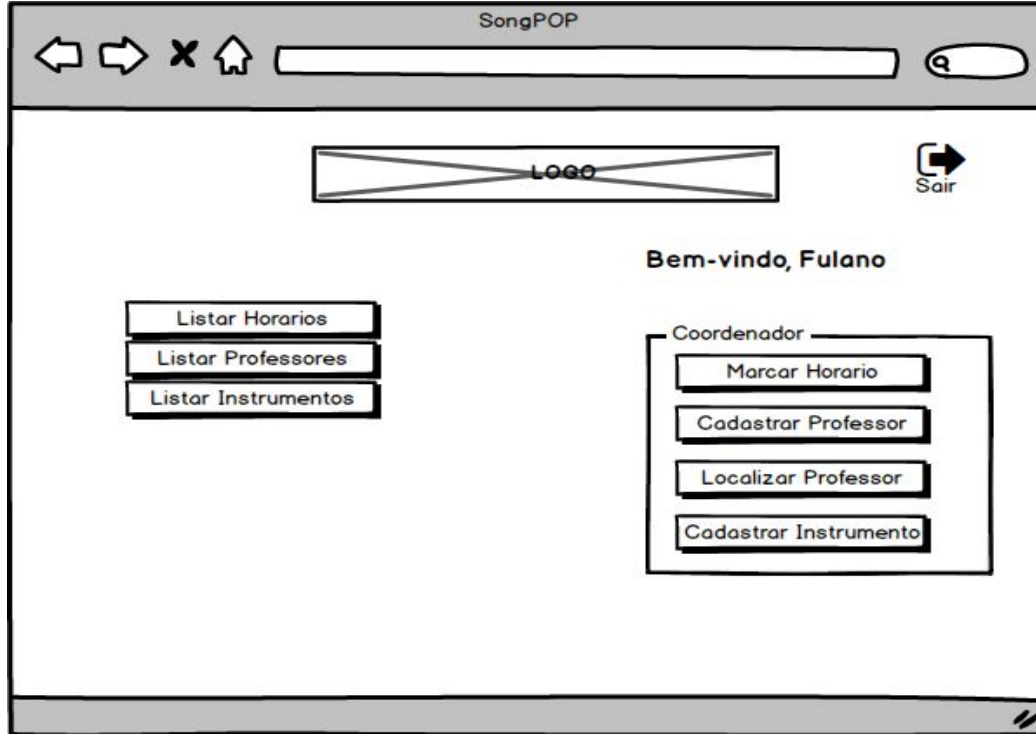 SongPOP
LOGO
Sair
Bem-vindo, Fulano
Listar Horarios
Listar Professores
Listar Instrumentos
Coordenador
Marcar Horario
Cadastrar Professor
Localizar Professor
Cadastrar Instrumento